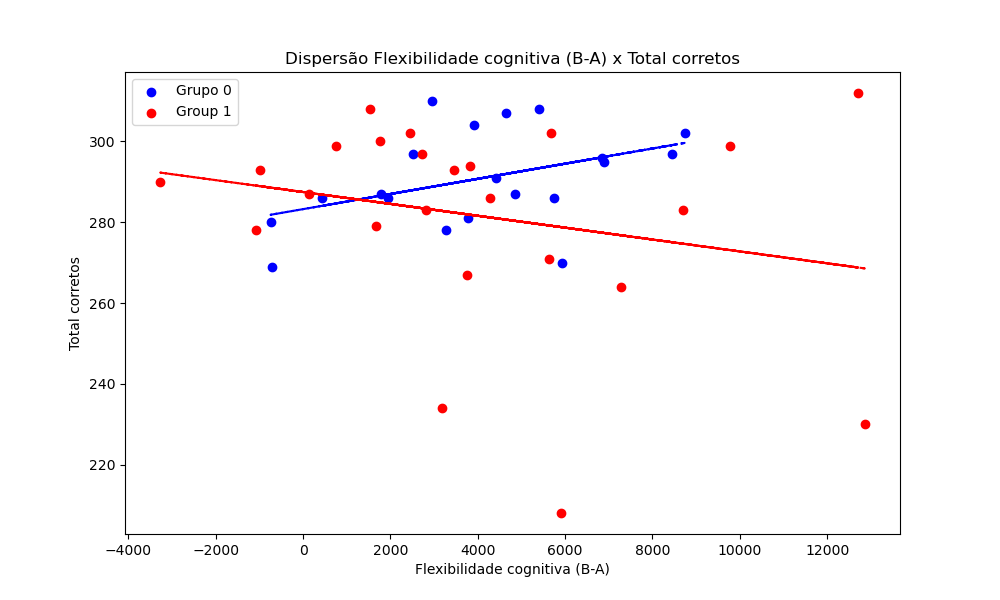 Dispersão Flexibilidade cognitiva (B-A) x Total corretos
Grupo 0
Group 1
300
280
260
240
220
Total corretos
−4000 −2000 0 2000 4000 6000 8000 10000 12000
Flexibilidade cognitiva (B-A)